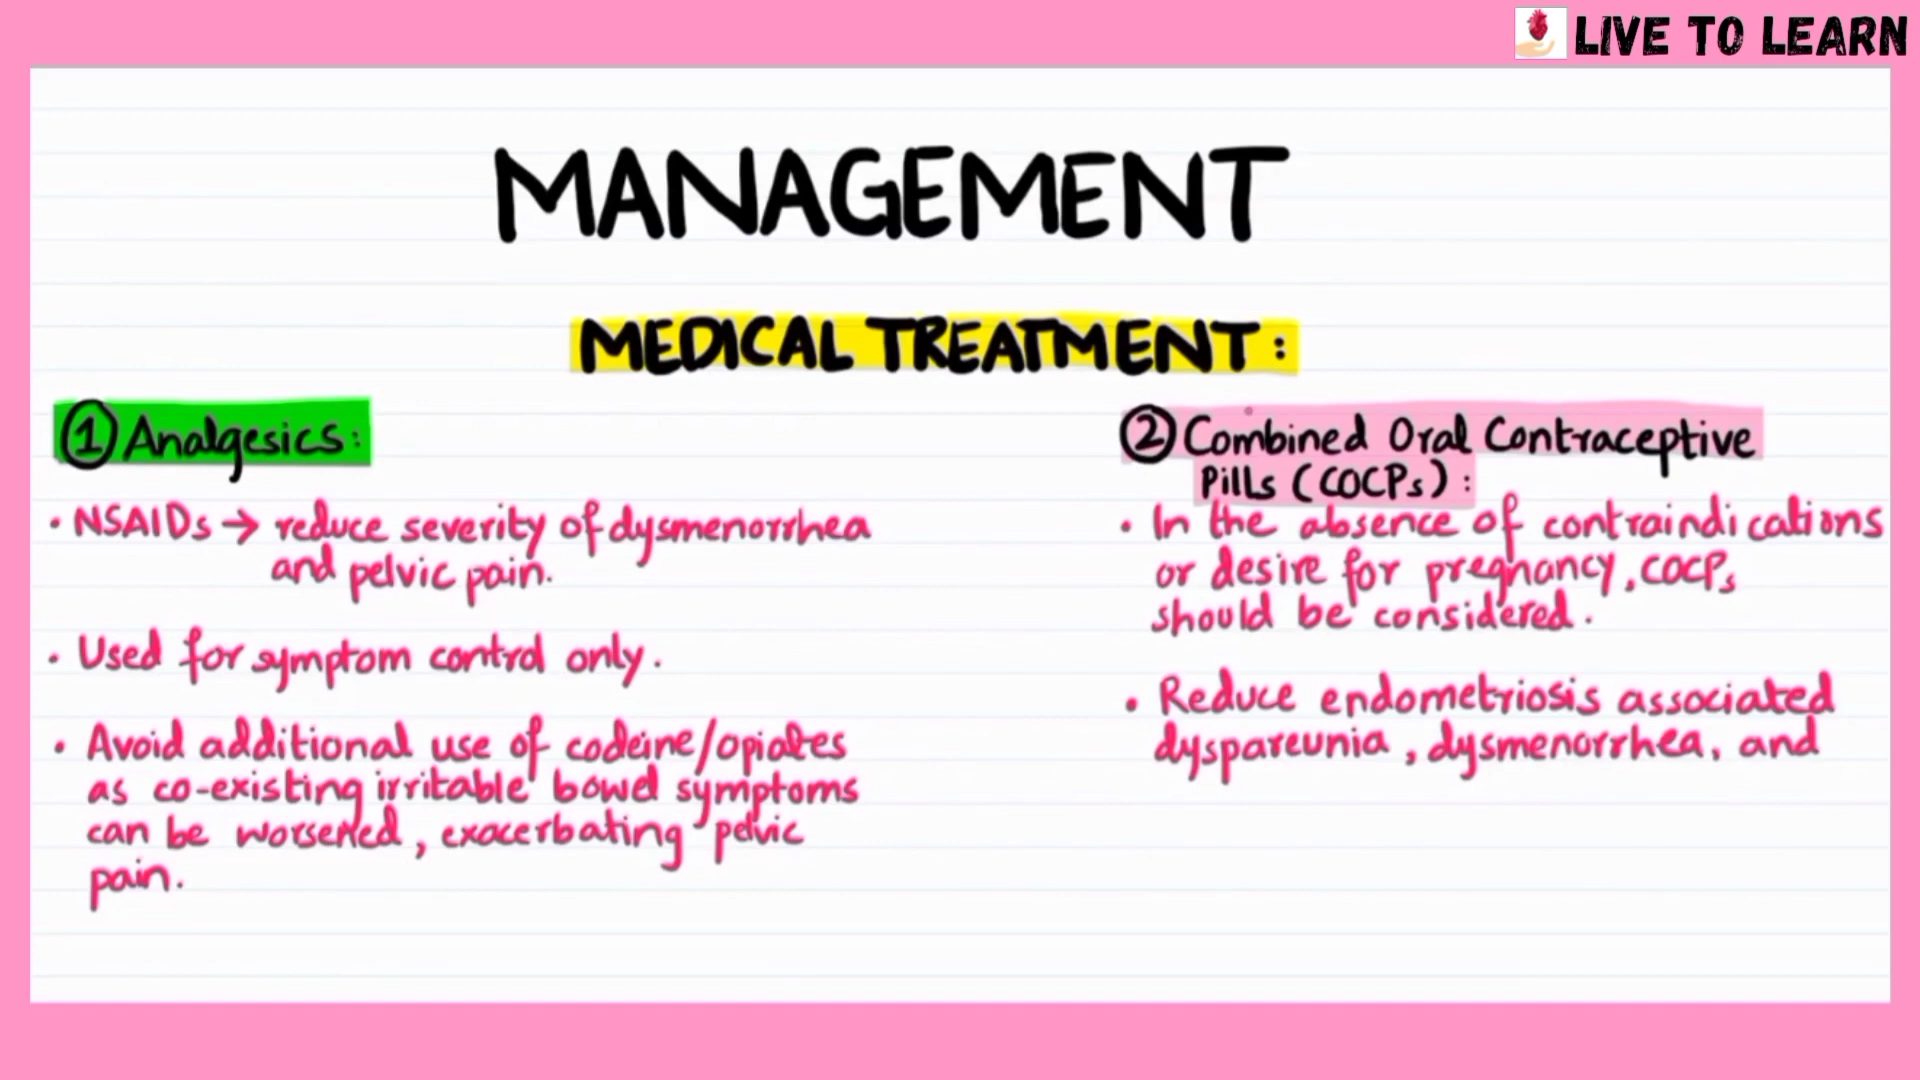 LIVE TO LEARN
MANAGEMENT
MEDICAL TREATMENT:
① Analgesics:
• NSAIDs → reduce severity of dysmenorrhea
and pelvic pain.
• Used for symptom control only.
• Avoid additional use of codeine/opiates
as co-existing irritable bowel symptoms
can be worsened, exacerbating pelvic
pain.
② Combined Oral Contraceptive
Pills (COCPs):
• In the absence of contraindications
or desire for pregnancy, COCPs
should be considered.
• Reduce endometriosis associated
dyspareunia, dysmenorrhea, and